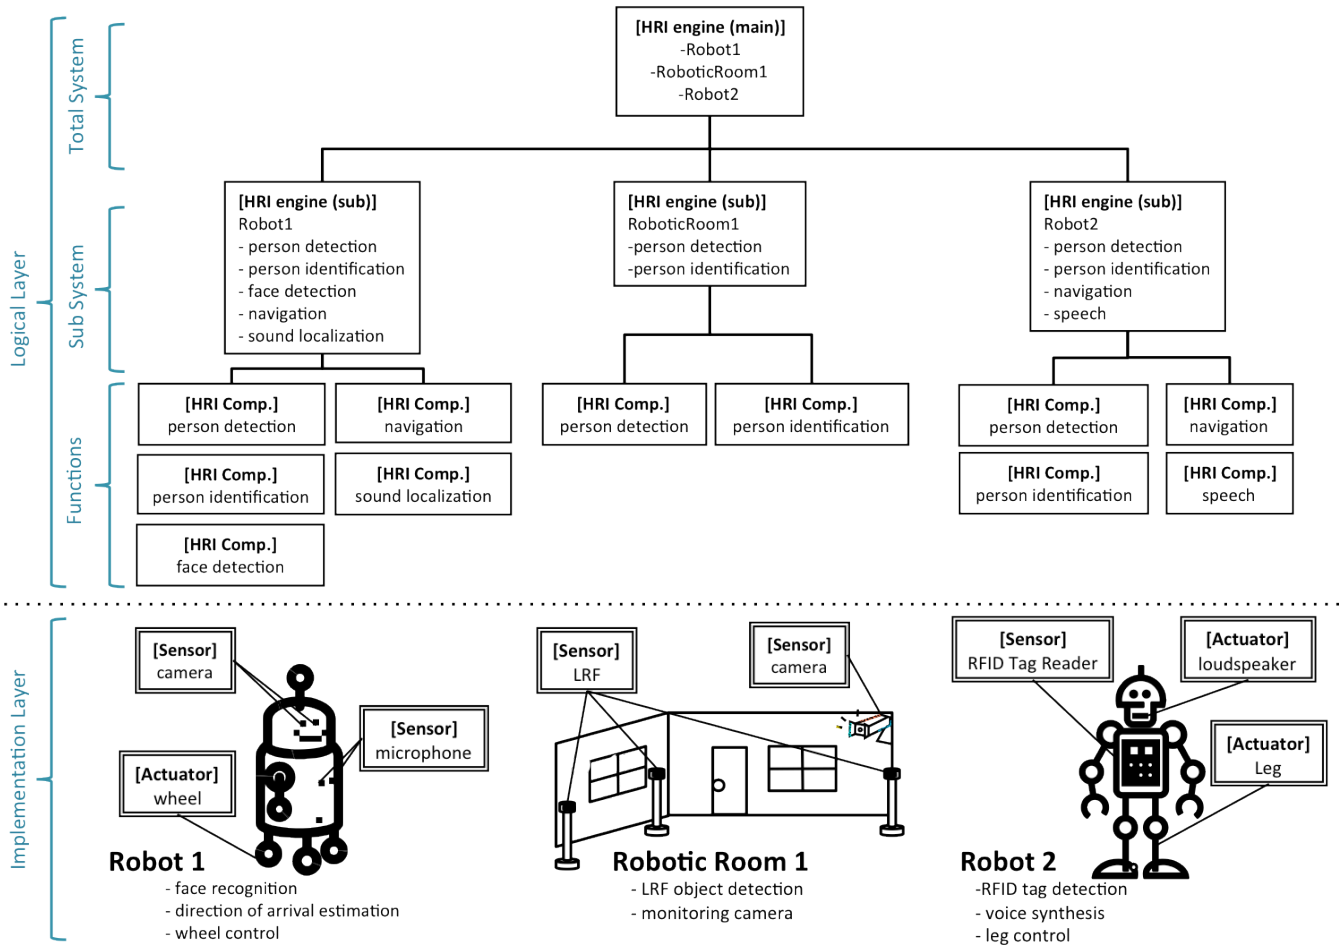 Logical Layer
Total System
[HRI engine (main)]
-Robot1
-RoboticRoom1
-Robot2
Sub System
[HRI engine (sub)]
Robot1
- person detection
- person identification
- face detection
- navigation
- sound localization
[HRI engine (sub)]
RoboticRoom1
-person detection
-person identification
[HRI engine (sub)]
Robot2
- person detection
- person identification
- navigation
- speech
Functions
[HRI Comp.]
person detection
[HRI Comp.]
navigation
[HRI Comp.]
person identification
[HRI Comp.]
sound localization
[HRI Comp.]
face detection
[HRI Comp.]
person detection
[HRI Comp.]
person identification
[HRI Comp.]
person detection
[HRI Comp.]
navigation
[HRI Comp.]
person identification
[HRI Comp.]
speech
Implementation Layer
[Sensor]
camera
[Sensor]
microphone
[Actuator]
wheel
Robot 1
- face recognition
- direction of arrival estimation
- wheel control
[Sensor]
LRF
[Sensor]
camera
Robotic Room 1
- LRF object detection
- monitoring camera
[Sensor]
RFID Tag Reader
[Actuator]
loudspeaker
[Actuator]
Leg
Robot 2
-RFID tag detection
- voice synthesis
- leg control